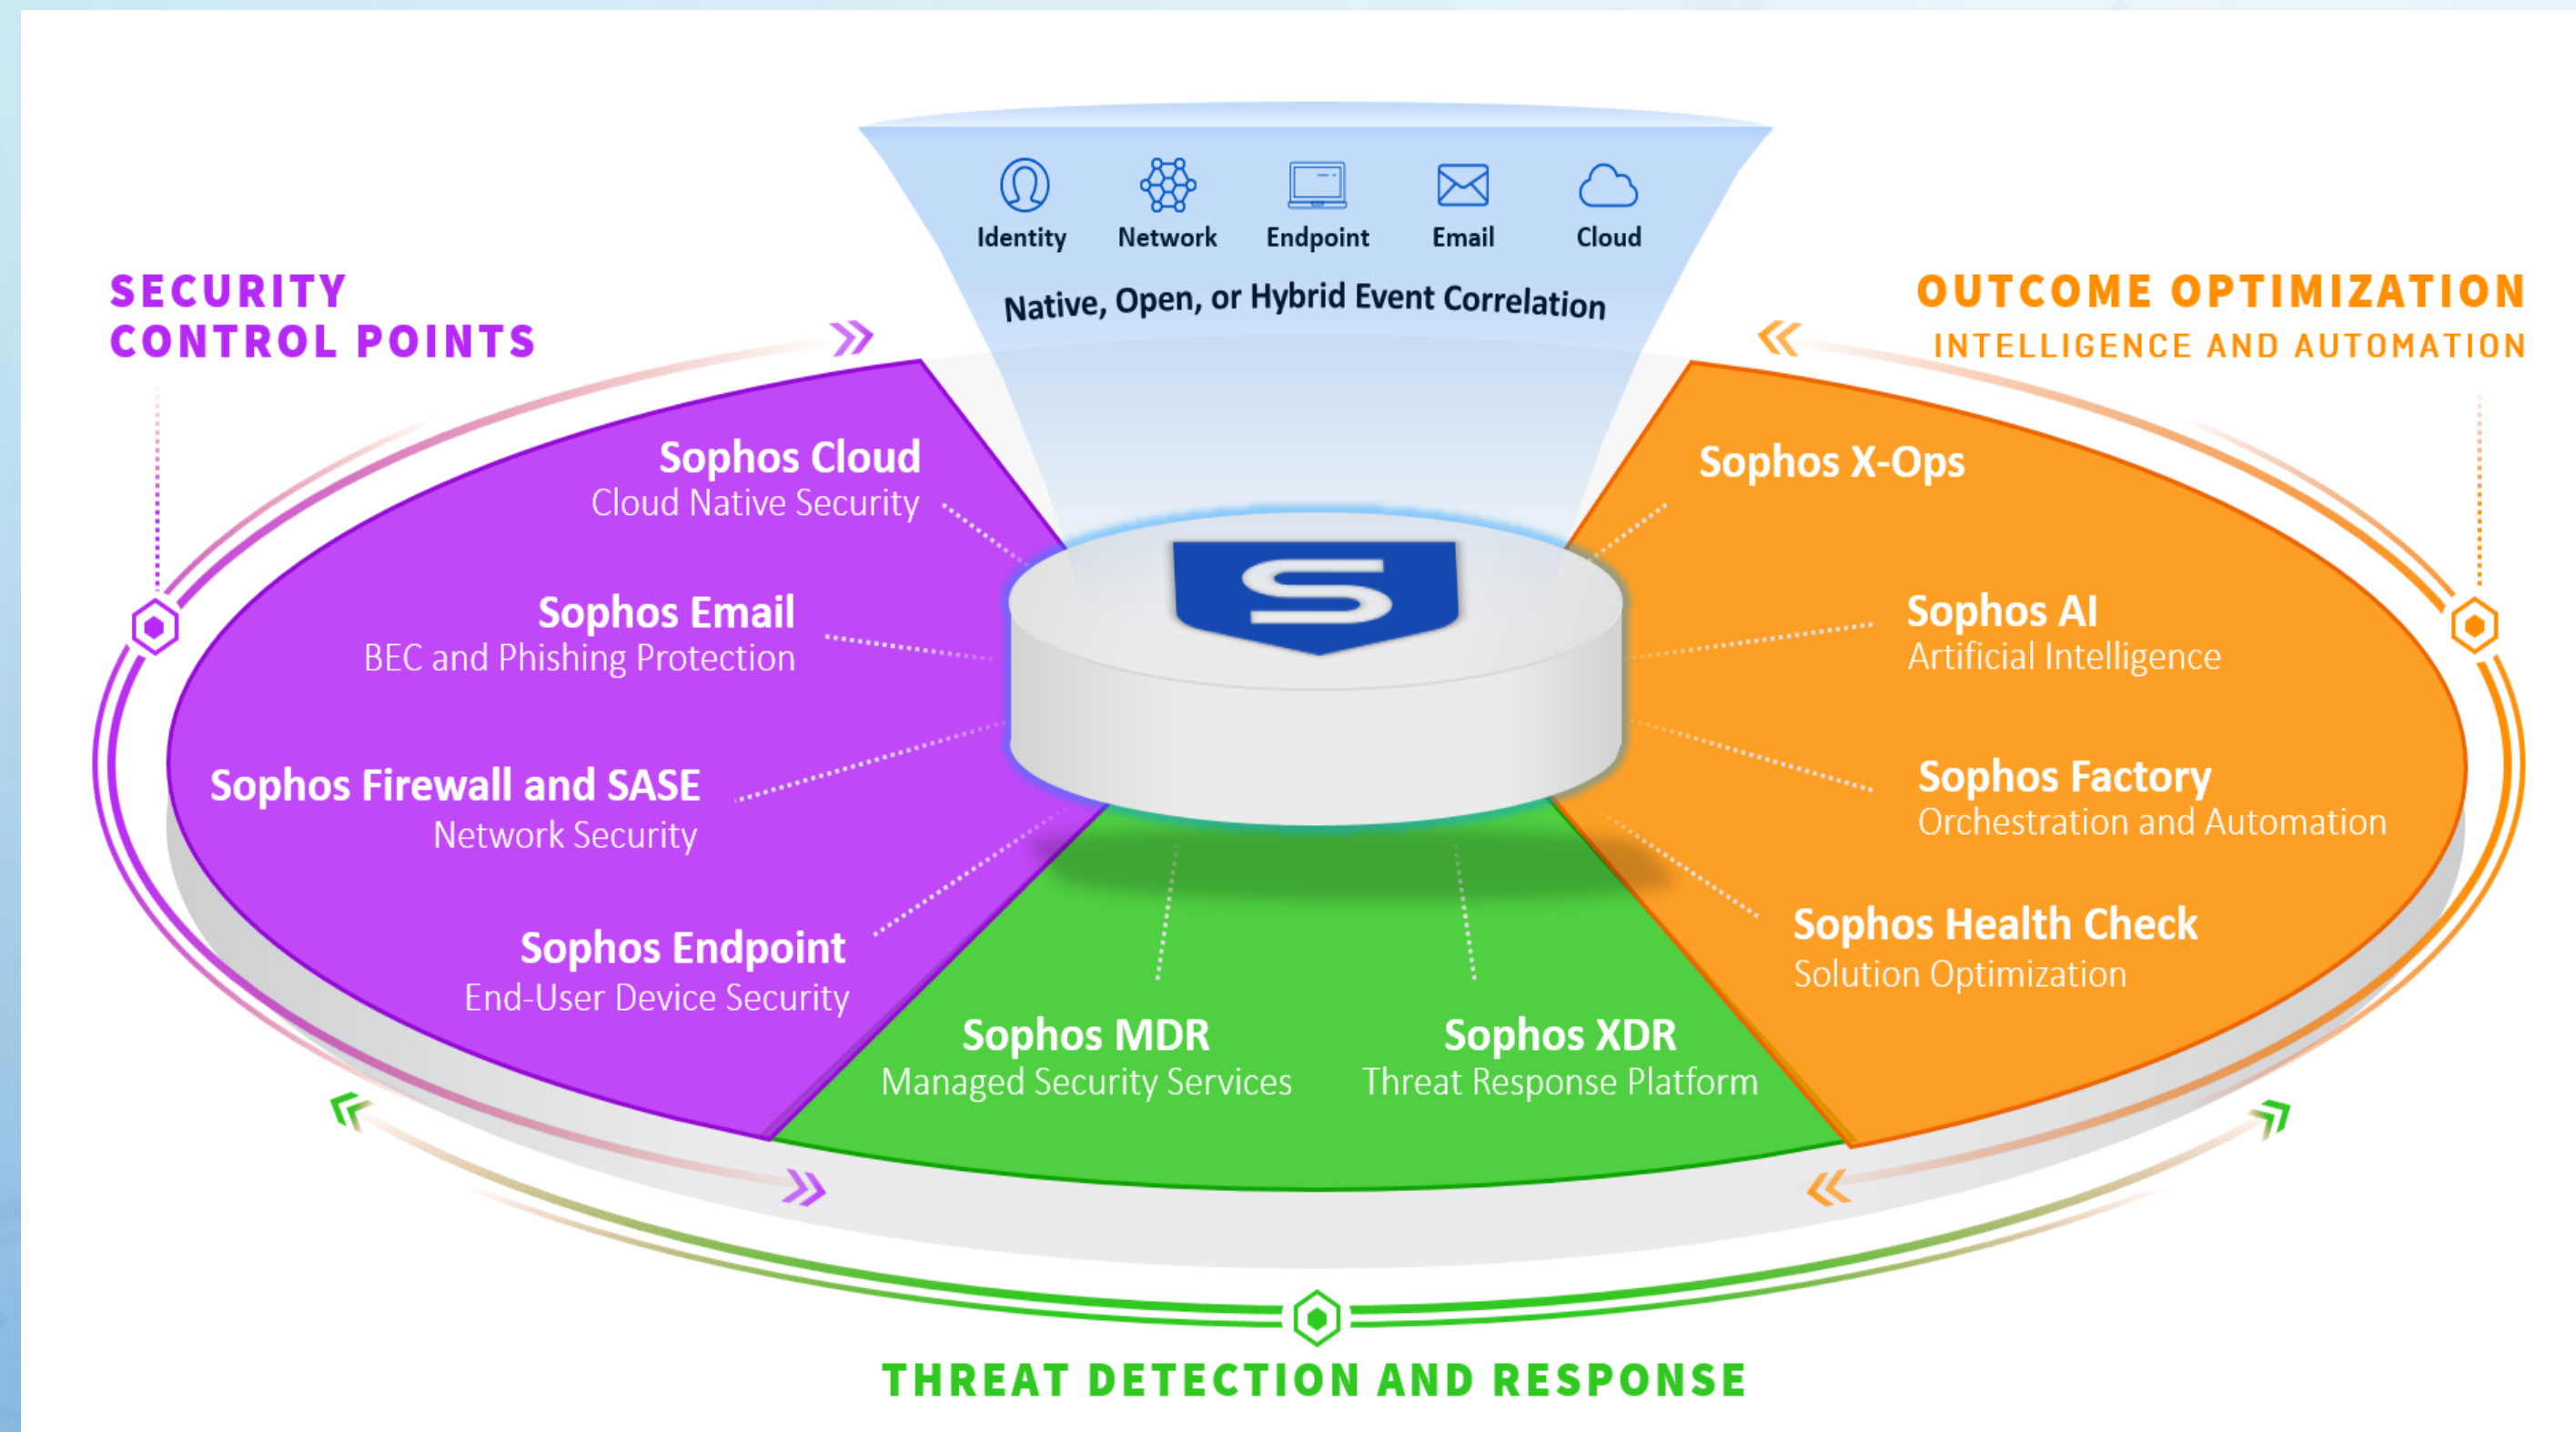 Identity
Network
Endpoint
Email
Cloud
Native, Open, or Hybrid Event Correlation
SECURITY
CONTROL POINTS
OUTCOME OPTIMIZATION
INTELLIGENCE AND AUTOMATION
Sophos Cloud
Cloud Native Security
Sophos Email
BEC and Phishing Protection
Sophos Firewall and SASE
Network Security
Sophos Endpoint
End-User Device Security
S
Sophos X-Ops
Sophos AI
Artificial Intelligence
Sophos Factory
Orchestration and Automation
Sophos Health Check
Solution Optimization
Sophos MDR
Managed Security Services
Sophos XDR
Threat Response Platform
THREAT DETECTION AND RESPONSE